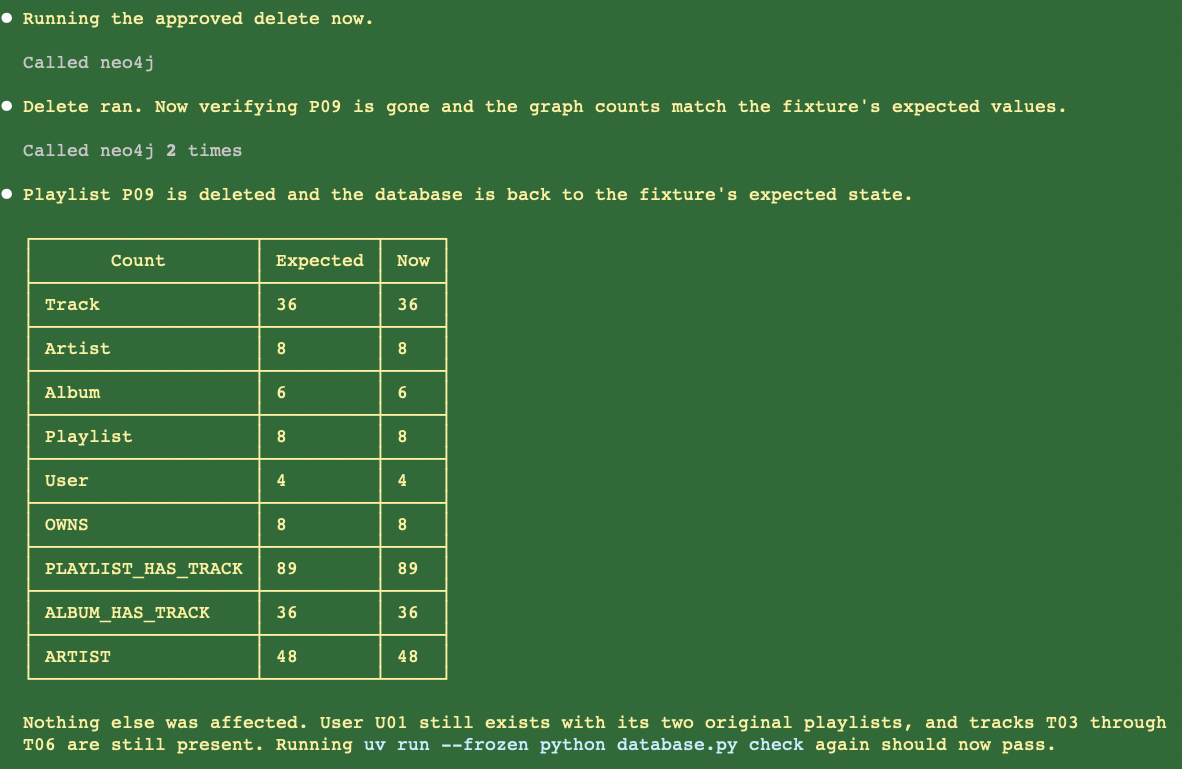 Running the approved delete now.
Called neo4j
Delete ran. Now verifying P09 is gone and the graph counts match the fixture's expected values.
Called neo4j 2 times
Playlist P09 is deleted and the database is back to the fixture's expected state.
Count Expected Now
Track 36 36
Artist 8 8
Album 6 6
Playlist 8 8
User 4 4
OWNS 8 8
PLAYLIST_HAS_TRACK 89 89
ALBUM_HAS_TRACK 36 36
ARTIST 48 48
Nothing else was affected. User U01 still exists with its two original playlists, and tracks T03 through
T06 are still present. Running uv run --frozen python database.py check again should now pass.